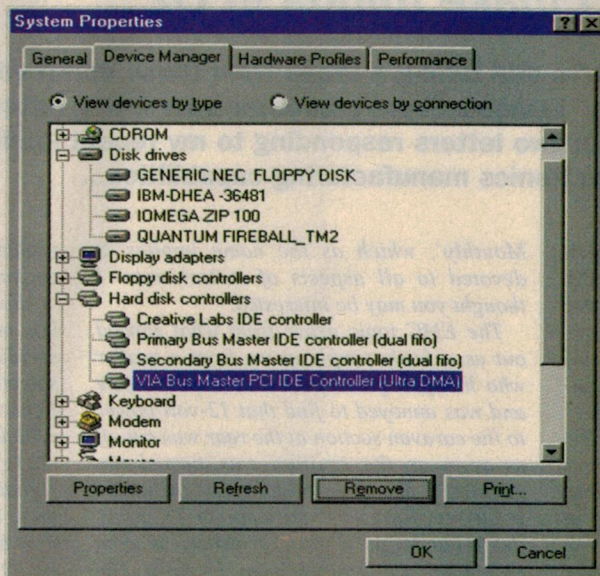 System Properties
General
Device Manager
Hardware Profiles
Performance
View devices by type
View devices by connection
CDROM
Disk drives
GENERIC NEC FLOPPY DISK
IBM-DHEA -36481
IOMEGA ZIP 100
QUANTUM FIREBALL_TM2
Display adapters
Floppy disk controllers
Hard disk controllers
Creative Labs IDE controller
Primary Bus Master IDE controller (dual fifo)
Secondary Bus Master IDE controller (dual fifo)
VIA Bus Master PCI IDE Controller (Ultra DMA)
Keyboard
Modem
Monitor
Mouse
Properties
Refresh
Remove
Print...
OK
Cancel